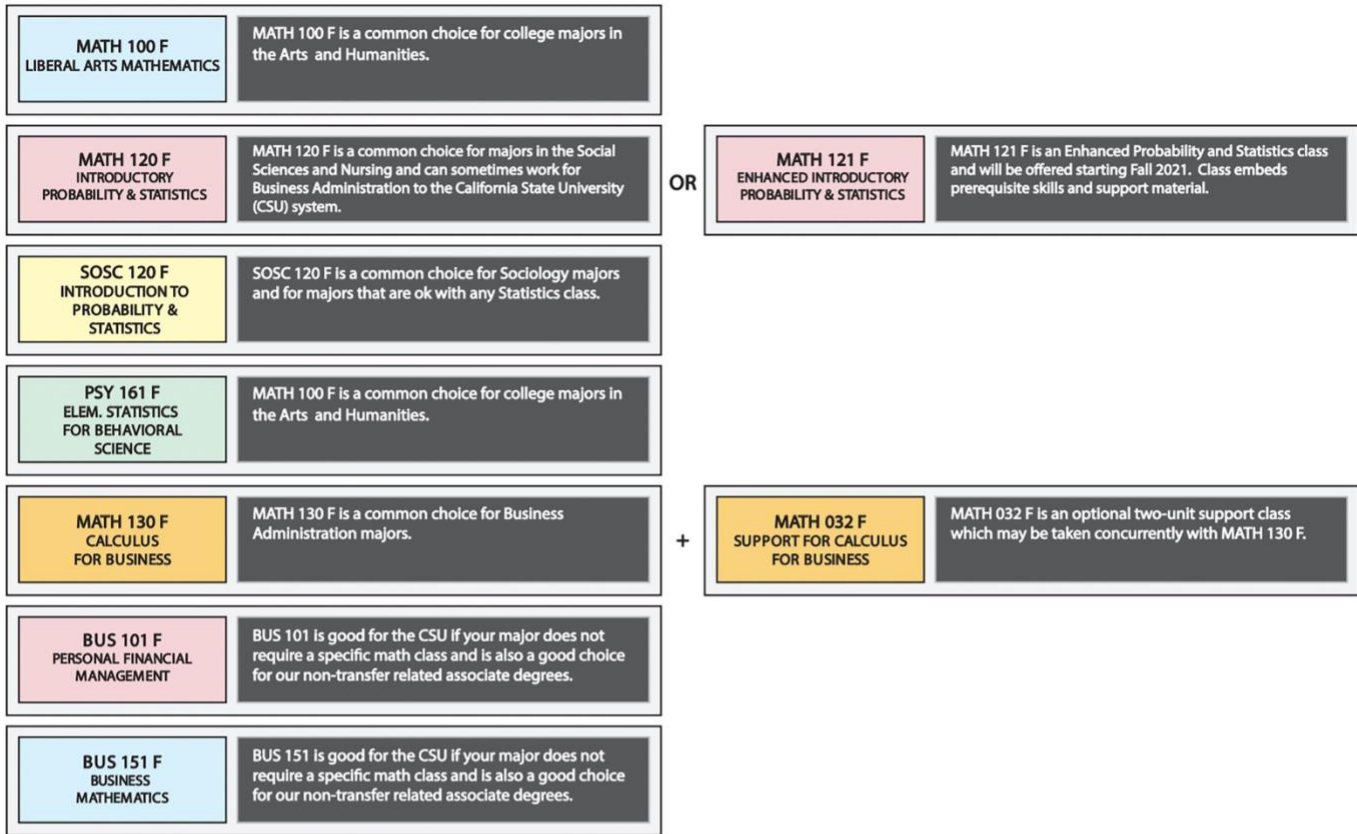 MATH 100 F
LIBERAL ARTS MATHEMATICS
MATH 100 F is a common choice for college majors in
the Arts and Humanities.
MATH 120 F
INTRODUCTORY
PROBABILITY & STATISTICS
MATH 120 F is a common choice for majors in the Social
Sciences and Nursing and can sometimes work for
Business Administration to the California State University
(CSU) system.
OR
MATH 121 F
ENHANCED INTRODUCTORY
PROBABILITY & STATISTICS
MATH 121 F is an Enhanced Probability and Statistics class
and will be offered starting Fall 2021. Class embeds
prerequisite skills and support material.
SOSC 120 F
INTRODUCTION TO
PROBABILITY &
STATISTICS
SOSC 120 F is a common choice for Sociology majors
and for majors that are ok with any Statistics class.
PSY 161 F
ELEM. STATISTICS
FOR BEHAVIORAL
SCIENCE
MATH 100 F is a common choice for college majors in
the Arts and Humanities.
MATH 130 F
CALCULUS
FOR BUSINESS
MATH 130 F is a common choice for Business
Administration majors.
+
MATH 032 F
SUPPORT FOR CALCULUS
FOR BUSINESS
MATH 032 F is an optional two-unit support class
which may be taken concurrently with MATH 130 F.
BUS 101 F
PERSONAL FINANCIAL
MANAGEMENT
BUS 101 is good for the CSU if your major does not
require a specific math class and is also a good choice
for our non-transfer related associate degrees.
BUS 151 F
BUSINESS
MATHEMATICS
BUS 151 is good for the CSU if your major does not
require a specific math class and is also a good choice
for our non-transfer related associate degrees.